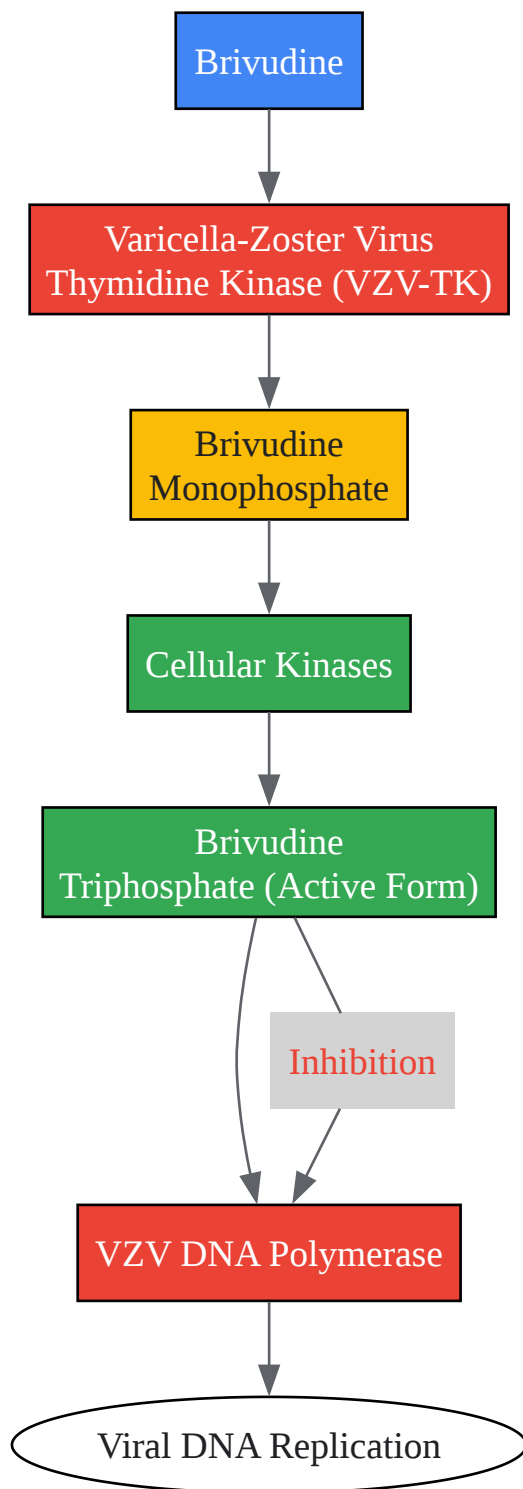 Brivudine
Varicella-Zoster Virus
Thymidine Kinase (VZV-TK)
Brivudine
Monophosphate
Cellular Kinases
Brivudine
Triphosphate (Active Form)
Inhibition
VZV DNA Polymerase
Viral DNA Replication